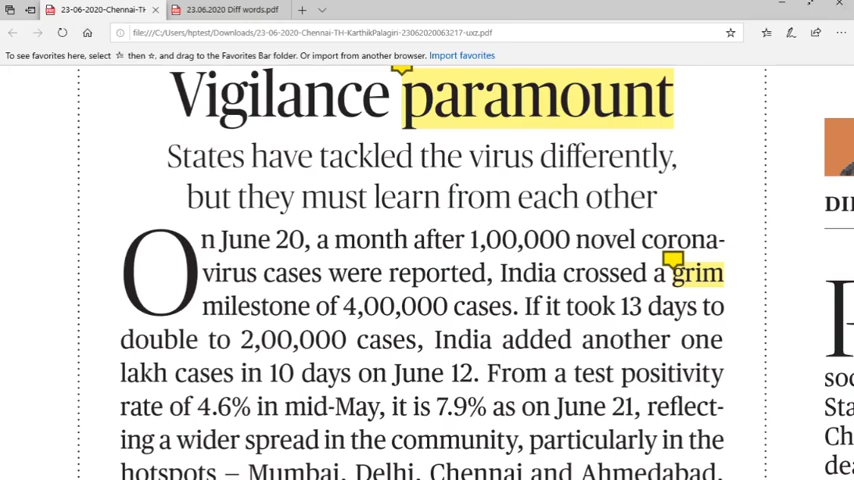 23-06-2020-Chennai-TH
23.06.2020 Diff words.pdf
file:///C:/Users/hptest/Downloads/23-06-2020-Chennai-TH-KarthikPalagiri-23062020063217-uxz.pdf
To see favorites here, select ☆ then ☆, and drag to the Favorites Bar folder. Or import from another browser. Import favorites
Vigilance paramount
States have tackled the virus differently,
but they must learn from each other
On June 20, a month after 1,00,000 novel corona-
virus cases were reported, India crossed a grim
milestone of 4,00,000 cases. If it took 13 days to
double to 2,00,000 cases, India added another one
lakh cases in 10 days on June 12. From a test positivity
rate of 4.6% in mid-May, it is 7.9% as on June 21, reflect-
ing a wider spread in the community, particularly in the
hotspots – Mumbai, Delhi, Chennai and Ahmedabad.
DI
soc
Sta
Ch
dea